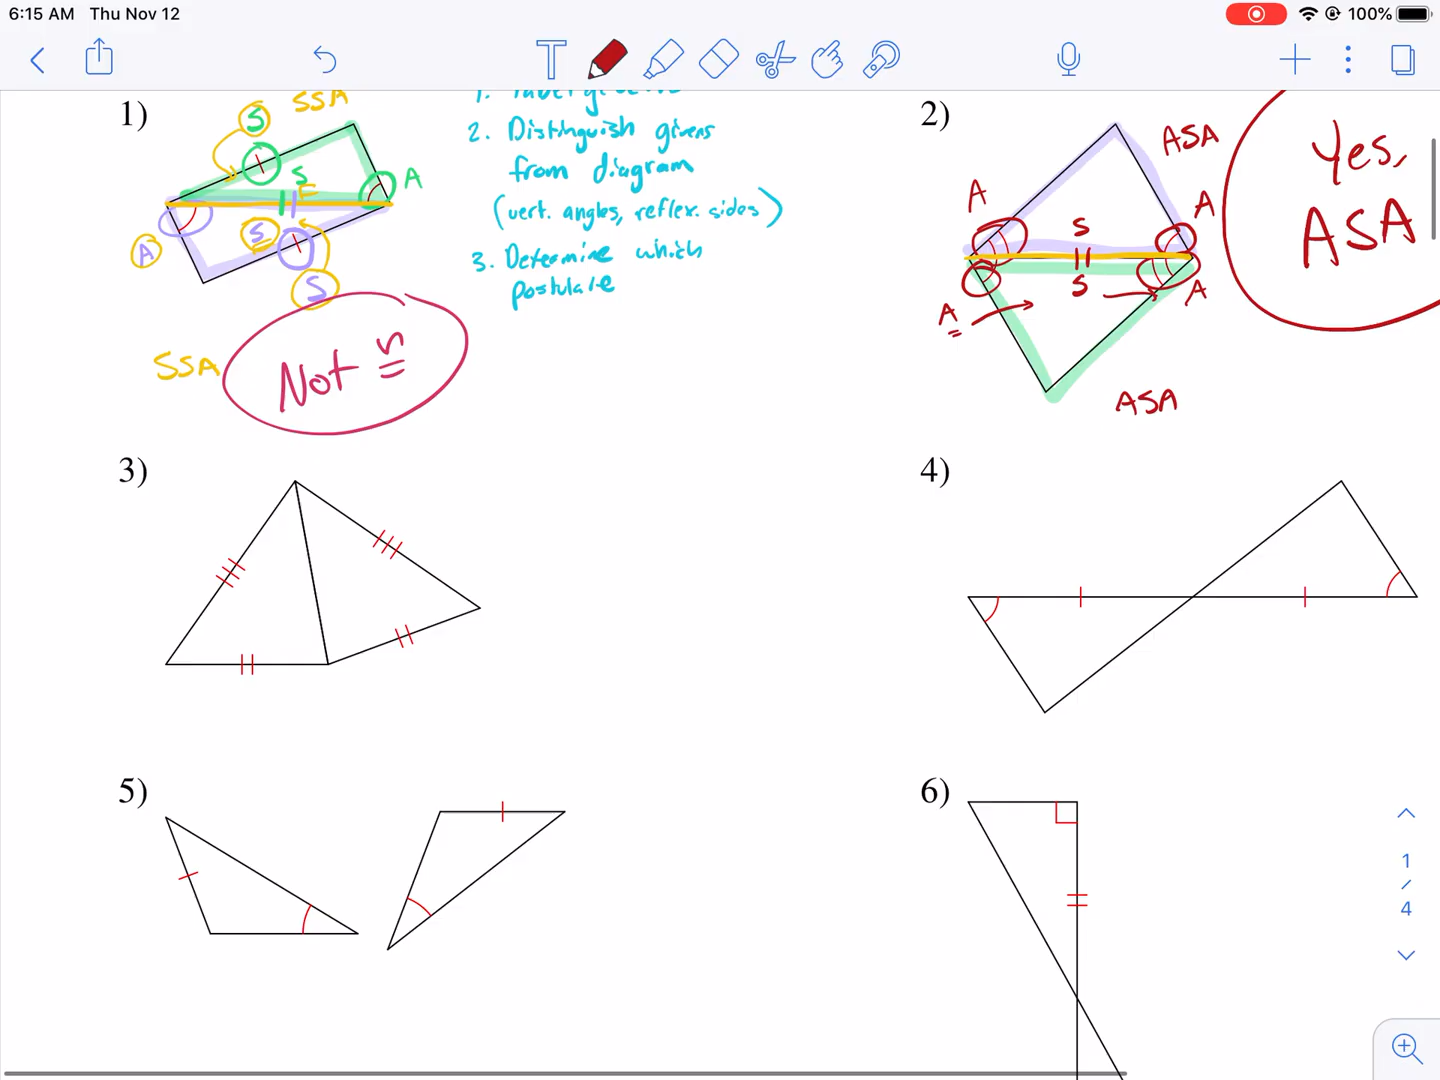 6:15 AM Thu Nov 12
100%
1)
SSA
S
S
A
A
S
S
SSA
Not ≅
2. Distinguish givens
from diagram
(vert. angles, reflex. sides)
3. Determine which
postulate
2)
ASA
A
A
S
S
A
A
ASA
Yes,
ASA
3)
4)
5)
6)
1
/
4